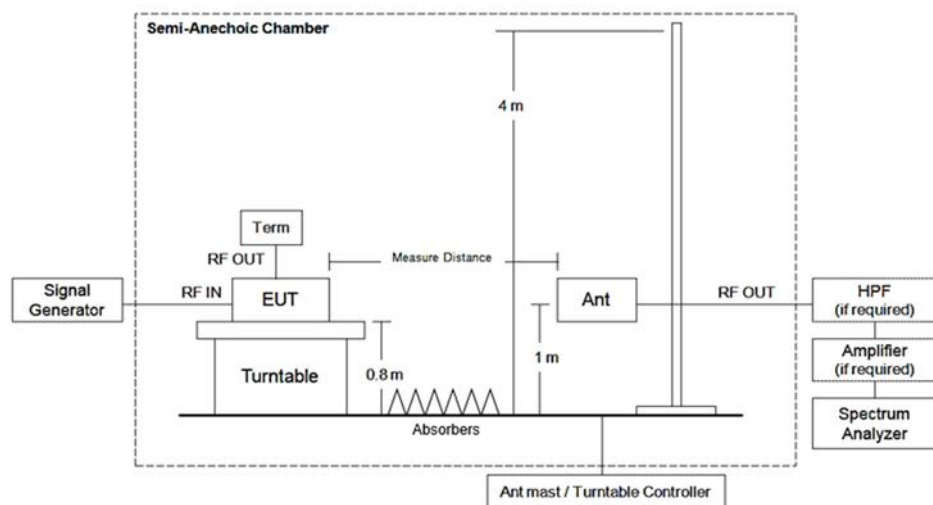 Semi-Anechoic Chamber
4 m
Term
RF OUT
Measure Distance
Signal
Generator
RF IN
EUT
Ant
RF OUT
HPF
(if required)
Turntable
0.8 m
1 m
Amplifier
(if required)
Absorbers
Spectrum
Analyzer
Ant mast / Turntable Controller